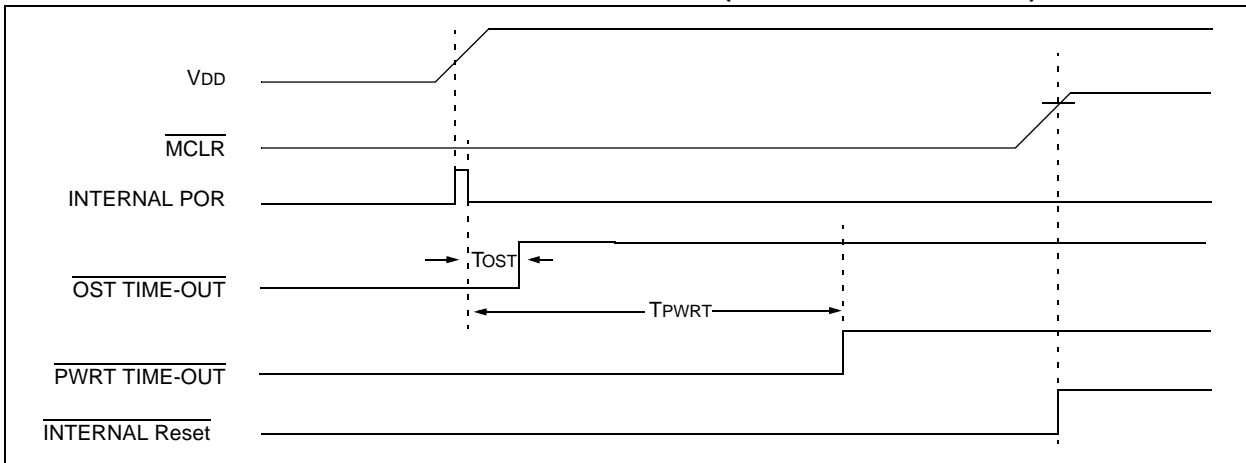 VDD
MCLR
INTERNAL POR
TOST
OST TIME-OUT
TPWRT
PWRT TIME-OUT
INTERNAL Reset